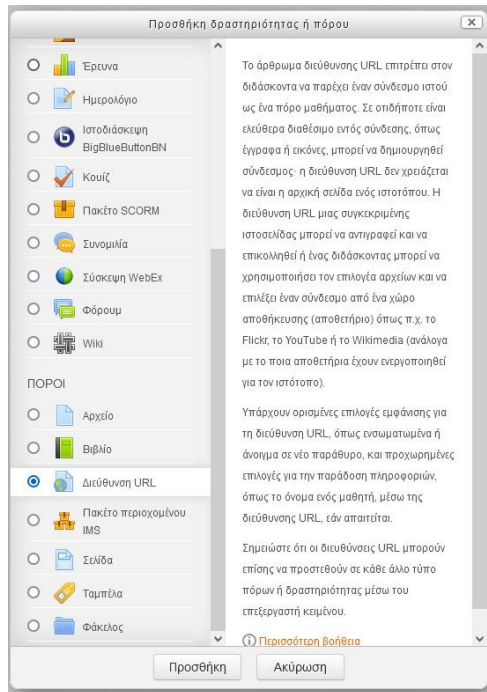 Προσθήκη δραστηριότητας ή πόρου
Έρευνα
Ημερολόγιο
Ιστοδιάσκεψη
BigBlueButtonBN
Κουίζ
Πακέτο SCORM
Συνομιλία
Σύσκεψη WebEx
Φόρουμ
Wiki
ΠΟΡΟΙ
Αρχείο
Βιβλίο
Διεύθυνση URL
Πακέτο περιοχομένου
IMS
Σελίδα
Ταμπέλα
Φάκελος
Το άρθρωμα διεύθυνσης URL επιτρέπει στον
διδάσκοντα να παρέχει έναν σύνδεσμο ιστού
ως ένα πόρο μαθήματος. Σε οτιδήποτε είναι
ελεύθερα διαθέσιμο εντός σύνδεσης, όπως
έγγραφα ή εικόνες, μπορεί να δημιουργηθεί
σύνδεσμος· η διεύθυνση URL δεν χρειάζεται
να είναι η αρχική σελίδα ενός ιστοτόπου. Η
διεύθυνση URL μιας συγκεκριμένης
ιστοσελίδας μπορεί να αντιγραφεί και να
επικολληθεί ή ένας διδάσκοντας μπορεί να
χρησιμοποιήσει τον επιλογέα αρχείων και να
επιλέξει έναν σύνδεσμο από ένα χώρο
αποθήκευσης (αποθετήριο) όπως π.χ. το
Flickr, το YouTube ή το Wikimedia (ανάλογα
με το ποια αποθετήρια έχουν ενεργοποιηθεί
για τον ιστότοπο).
Υπάρχουν ορισμένες επιλογές εμφάνισης για
τη διεύθυνση URL, όπως ενσωματωμένα ή
άνοιγμα σε νέο παράθυρο, και προχωρημένες
επιλογές για την παράδοση πληροφοριών,
όπως το όνομα ενός μαθητή, μέσω της
διεύθυνσης URL, εάν απαιτείται.
Σημειώστε ότι οι διευθύνσεις URL μπορούν
επίσης να προστεθούν σε κάθε άλλο τύπο
πόρων ή δραστηριότητας μέσω του
επεξεργαστή κειμένου.
Περισσότερη βοήθεια
Προσθήκη
Ακύρωση